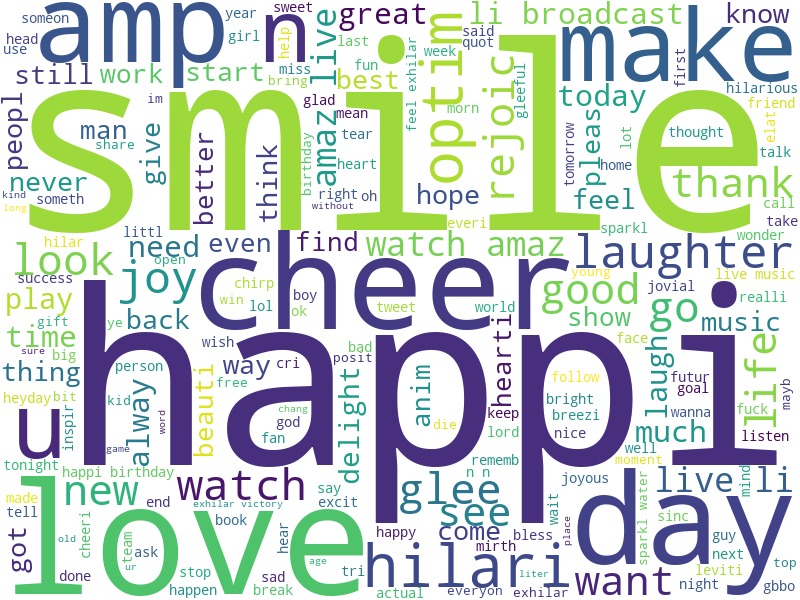 someon
year
sweet
amp
n
great
li broadcast
know
head
girl
help
last
said
make
use
miss
fun
week
quot
first
still
work
start
bring
best
amaz live
feel exhilar
optim
gleeful
hilarious
peopl
im
glad
morn
rejoic
today
friend
man
give
mean
tear
smile
elat
share
better
think
birthday
heart
pleas
lot
thought
talk
never
right
oh
tomorrow
home
thank
kind
someth
without
hope
feel
call
long
everi
sparkl
take
littl
wonder
hilar
need
even
find
watch amaz
laughter
look
open
joy
cheer
young
live music
success
chirp
boy
good
jovial
realli
play
win
ok
tweet
world
go
gift
ye
back
lol
show
music
time
wish
hearti
life
sure
big
bad
face
thing
person
way
cri
posit
anim
laugh
futur
heyday
bit
kid
beauti
free
delight
follow
goal
mayb
u
happi
inspir
alway
word
chang
keep
bright
wanna
fuck
god
die
breezi
game
fan
lord
nice
much
listen
tonight
happi birthday
rememb
well
moment
made
new
watch
say
glee
n n
joyous
live li
mind
tell
end
exhilar victory
excit
see
wait
sparkl water
love
book
happy
come
bless
place
day
sinc
guy
got
cheeri
old
team
ask
hear
mirth
next
ur
age
hilari
everyon
leviti
top
done
stop
sad
tri
liter
want
night
gbbo
happen
break
actual
exhilar